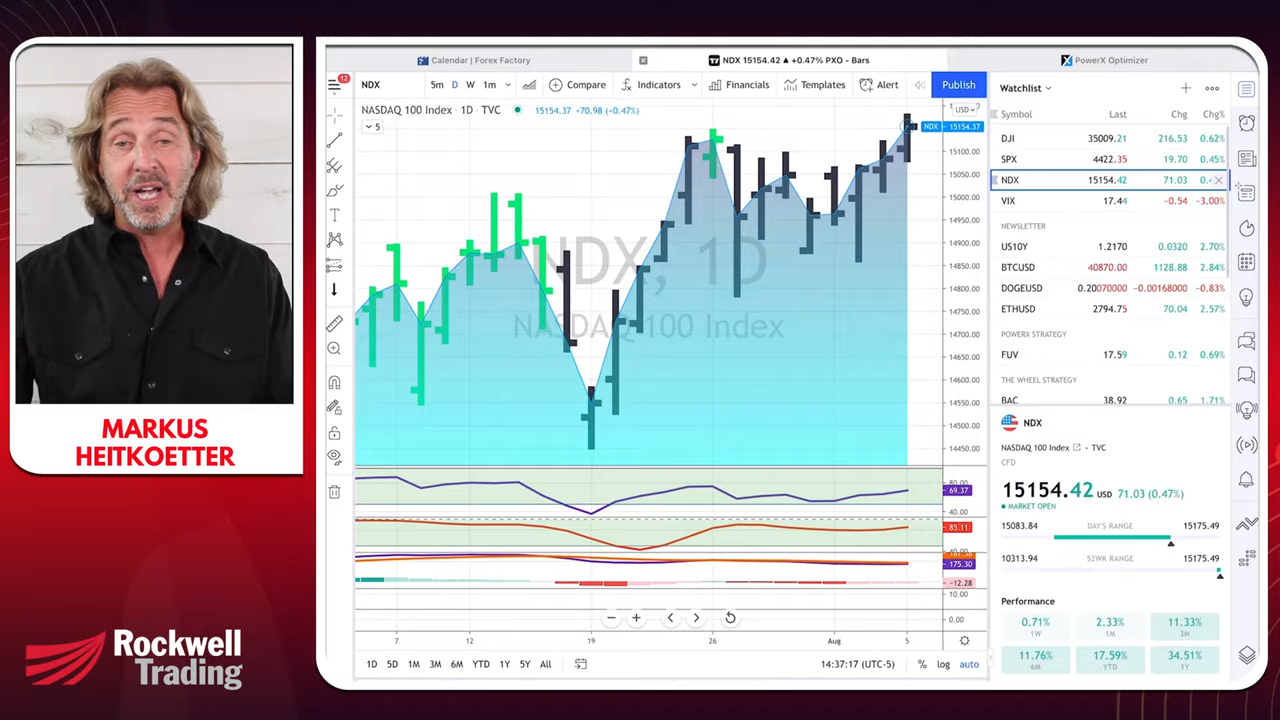 MARKUS
HEITKOETTER
Rockwell
Trading
Calendar | Forex Factory
NDX 15154.42 ▲ +0.47% PXO - Bars
PowerX Optimizer
12
NDX
5m D W 1m
Compare
Indicators
Financials
Templates
Alert
Publish
NASDAQ 100 Index · 1D · TVC
15154.37 +70.98 (+0.47%)
5
USD
NDX 15154.37
15100.00
15050.00
15000.00
14950.00
14900.00
14850.00
14800.00
14750.00
14700.00
14650.00
14600.00
14550.00
14500.00
14450.00
NDX, 1D
NASDAQ 100 Index
80.00
69.37
40.00
85.11
175.30
-12.28
10.00
0.00
7 12 19 26 Aug 5
1D 5D 1M 3M 6M YTD 1Y 5Y All
14:37:17 (UTC-5)
% log auto
Watchlist
Symbol Last Chg Chg%
DJI 35009.21 216.53 0.62%
SPX 4422.35 19.70 0.45%
NDX 15154.42 71.03
VIX 17.44 -0.54 -3.00%
NEWSLETTER
US10Y 1.2170 0.0320 2.70%
BTCUSD 40870.00 1128.88 2.84%
DOGEUSD 0.20070000 -0.00168000 -0.83%
ETHUSD 2794.75 70.04 2.57%
POWERX STRATEGY
FUV 17.59 0.12 0.69%
THE WHEEL STRATEGY
BAC 38.92 0.65 1.71%
NDX
NASDAQ 100 Index · TVC
CFD
15154.42 USD 71.03 (0.47%)
MARKET OPEN
15083.84 DAY'S RANGE 15175.49
10313.94 52WK RANGE 15175.49
Performance
0.71% 2.33% 11.33%
1W 1M 3M
11.76% 17.59% 34.51%
6M YTD 1Y